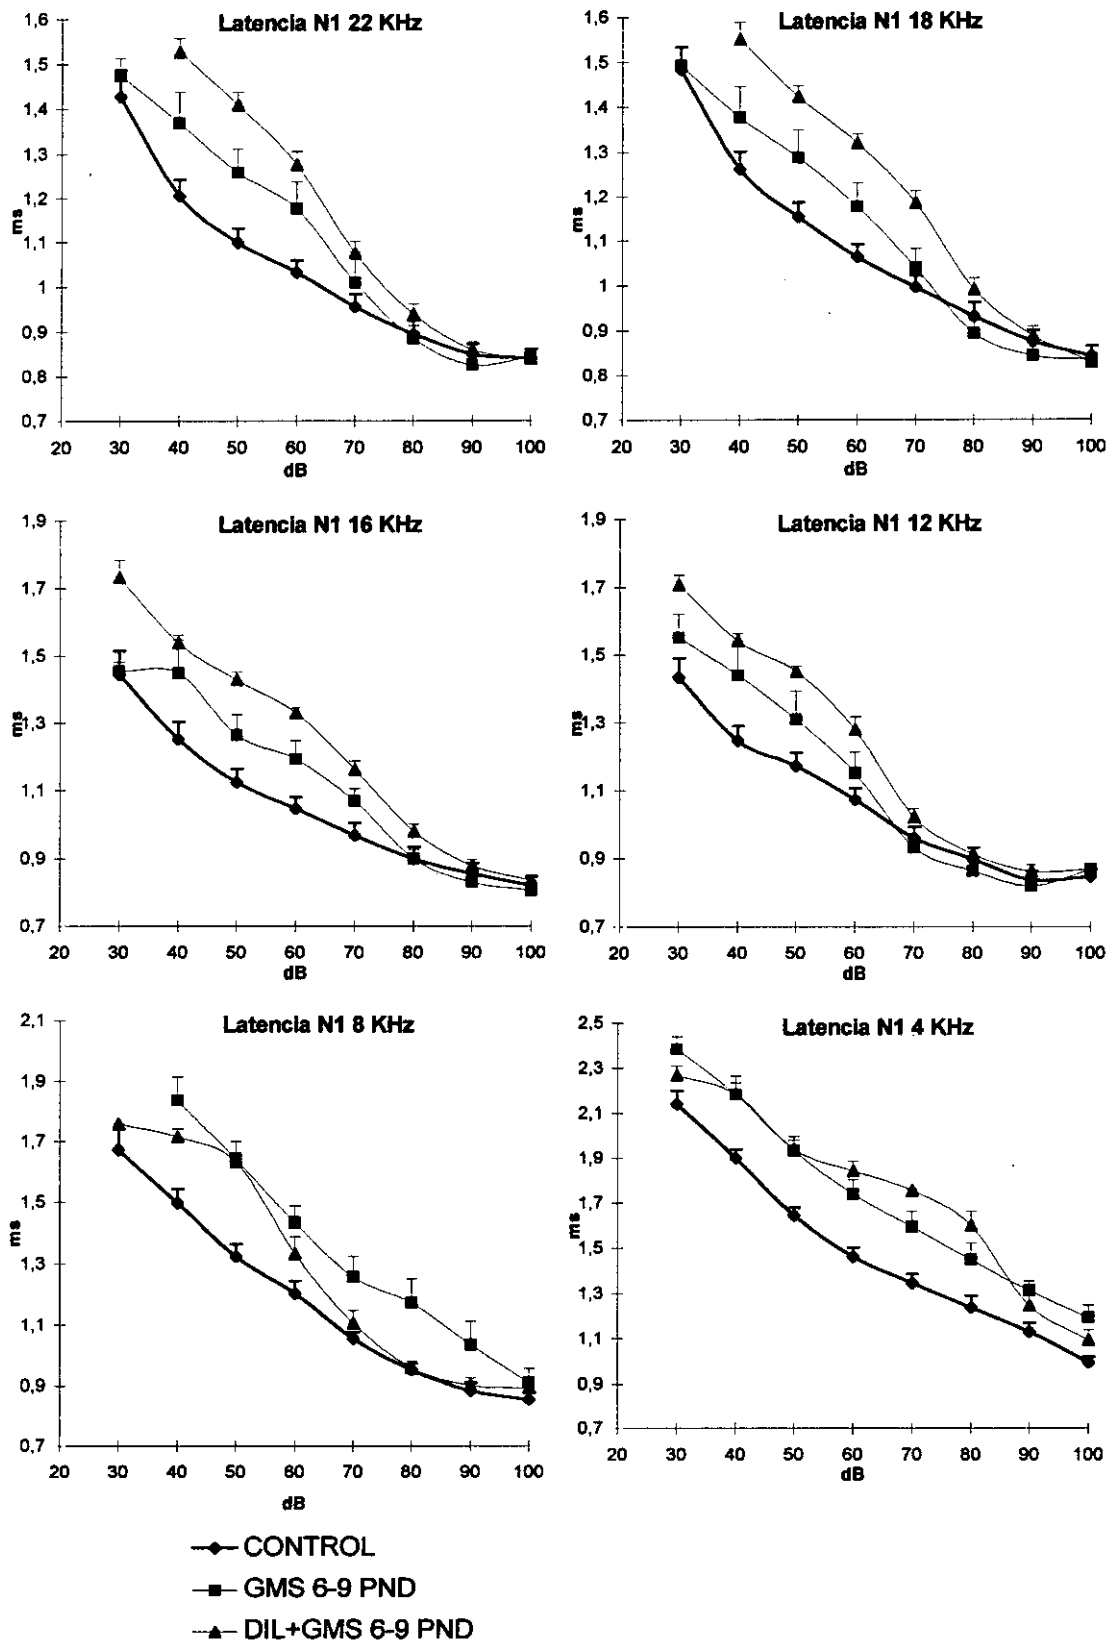 Latencia N1 22 KHz
1,6
1,5
1,4
1,3
1,2
1,1
1
0,9
0,8
0,7
ms
20 30 40 50 60 70 80 90 100
dB
Latencia N1 18 KHz
1,6
1,5
1,4
1,3
1,2
1,1
1
0,9
0,8
0,7
ms
20 30 40 50 60 70 80 90 100
dB
Latencia N1 16 KHz
1,9
1,7
1,5
1,3
1,1
0,9
0,7
ms
20 30 40 50 60 70 80 90 100
dB
Latencia N1 12 KHz
1,9
1,7
1,5
1,3
1,1
0,9
0,7
ms
20 30 40 50 60 70 80 90 100
dB
Latencia N1 8 KHz
2,1
1,9
1,7
1,5
1,3
1,1
0,9
0,7
ms
20 30 40 50 60 70 80 90 100
dB
Latencia N1 4 KHz
2,5
2,3
2,1
1,9
1,7
1,5
1,3
1,1
0,9
0,7
ms
20 30 40 50 60 70 80 90 100
dB
CONTROL
GMS 6-9 PND
DIL+GMS 6-9 PND